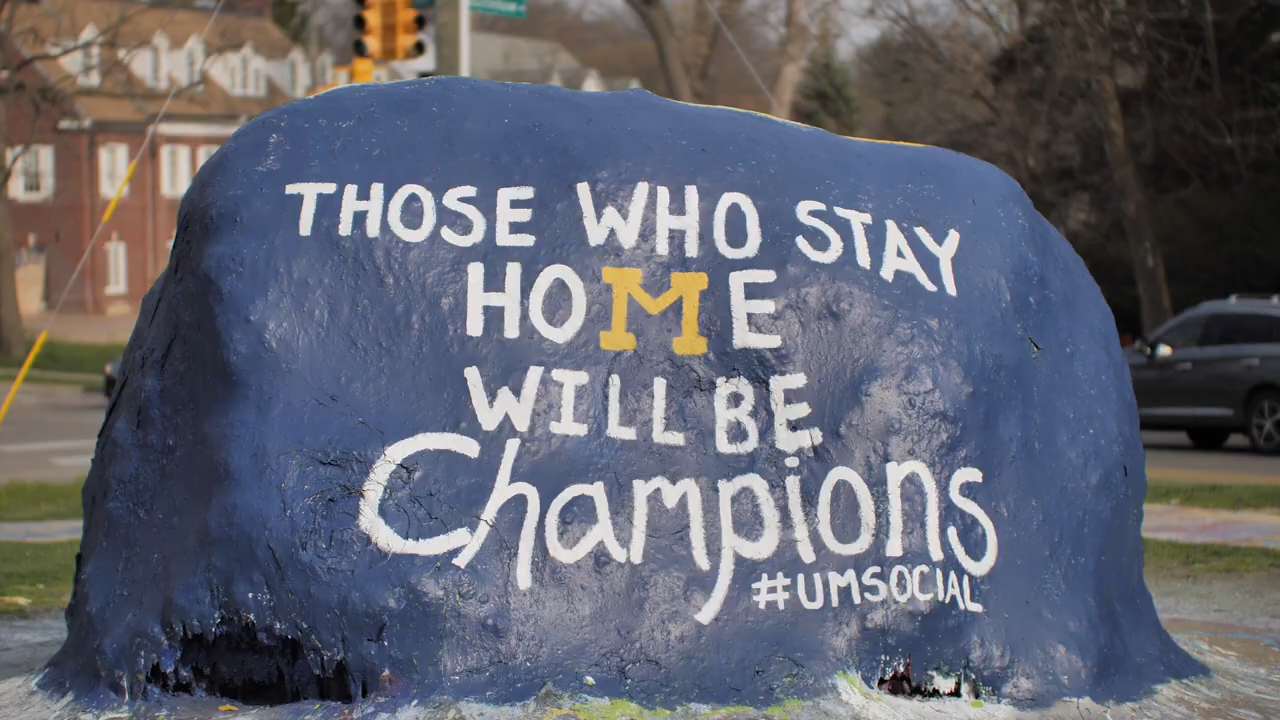 THOSE WHO STAY
HOME
WILL BE
Champions
#UMSOCIAL